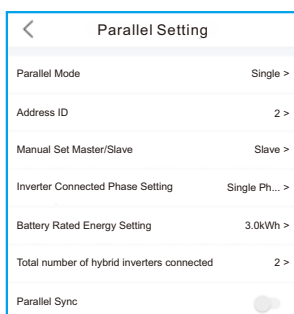 Parallel Setting
Parallel Mode Single >
Address ID 2 >
Manual Set Master/Slave Slave >
Inverter Connected Phase Setting Single Ph... >
Battery Rated Energy Setting 3.0kWh >
Total number of hybrid inverters connected 2 >
Parallel Sync